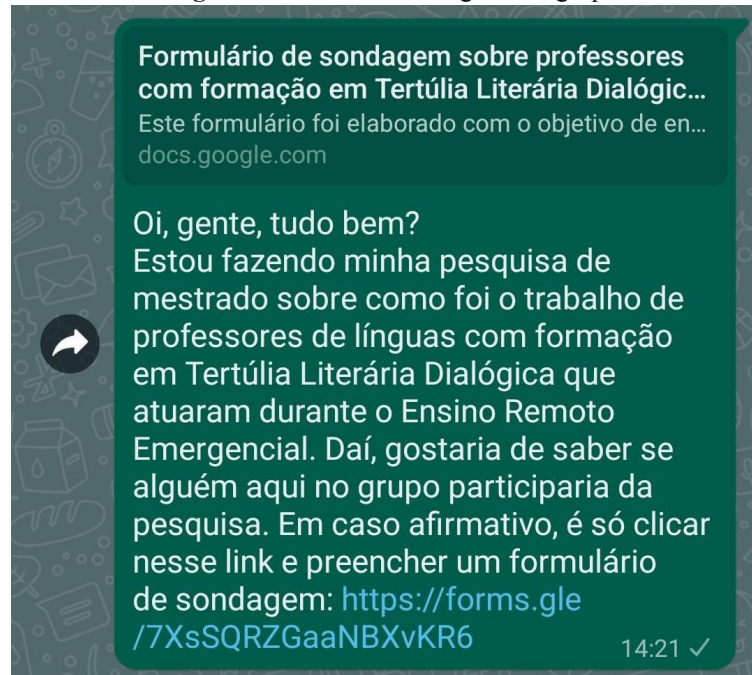 Formulário de sondagem sobre professores
com formação em Tertúlia Literária Dialógic...
Este formulário foi elaborado com o objetivo de en...
docs.google.com
Oi, gente, tudo bem?
Estou fazendo minha pesquisa de
mestrado sobre como foi o trabalho de
professores de línguas com formação
em Tertúlia Literária Dialógica que
atuaram durante o Ensino Remoto
Emergencial. Daí, gostaria de saber se
alguém aqui no grupo participaria da
pesquisa. Em caso afirmativo, é só clicar
nesse link e preencher um formulário
de sondagem: https://forms.gle
/7XsSQRZGaaNBXvKR6
14:21